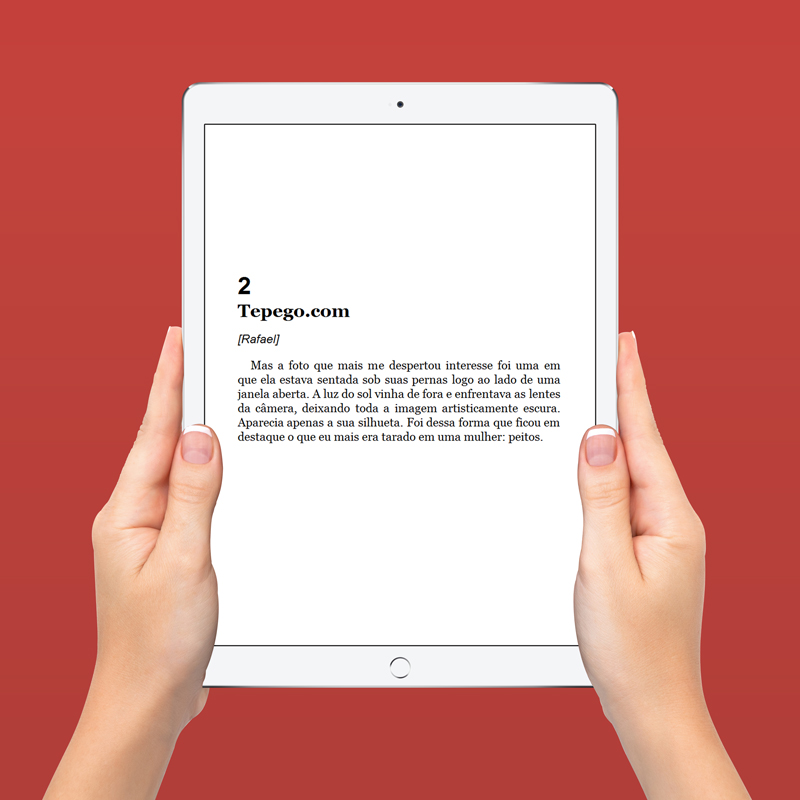 2
Tepego.com
[Rafael]
Mas a foto que mais me despertou interesse foi uma em
que ela estava sentada sob suas pernas logo ao lado de uma
janela aberta. A luz do sol vinha de fora e enfrentava as lentes
da câmera, deixando toda a imagem artisticamente escura.
Aparecia apenas a sua silhueta. Foi dessa forma que ficou em
destaque o que eu mais era tarado em uma mulher: peitos.